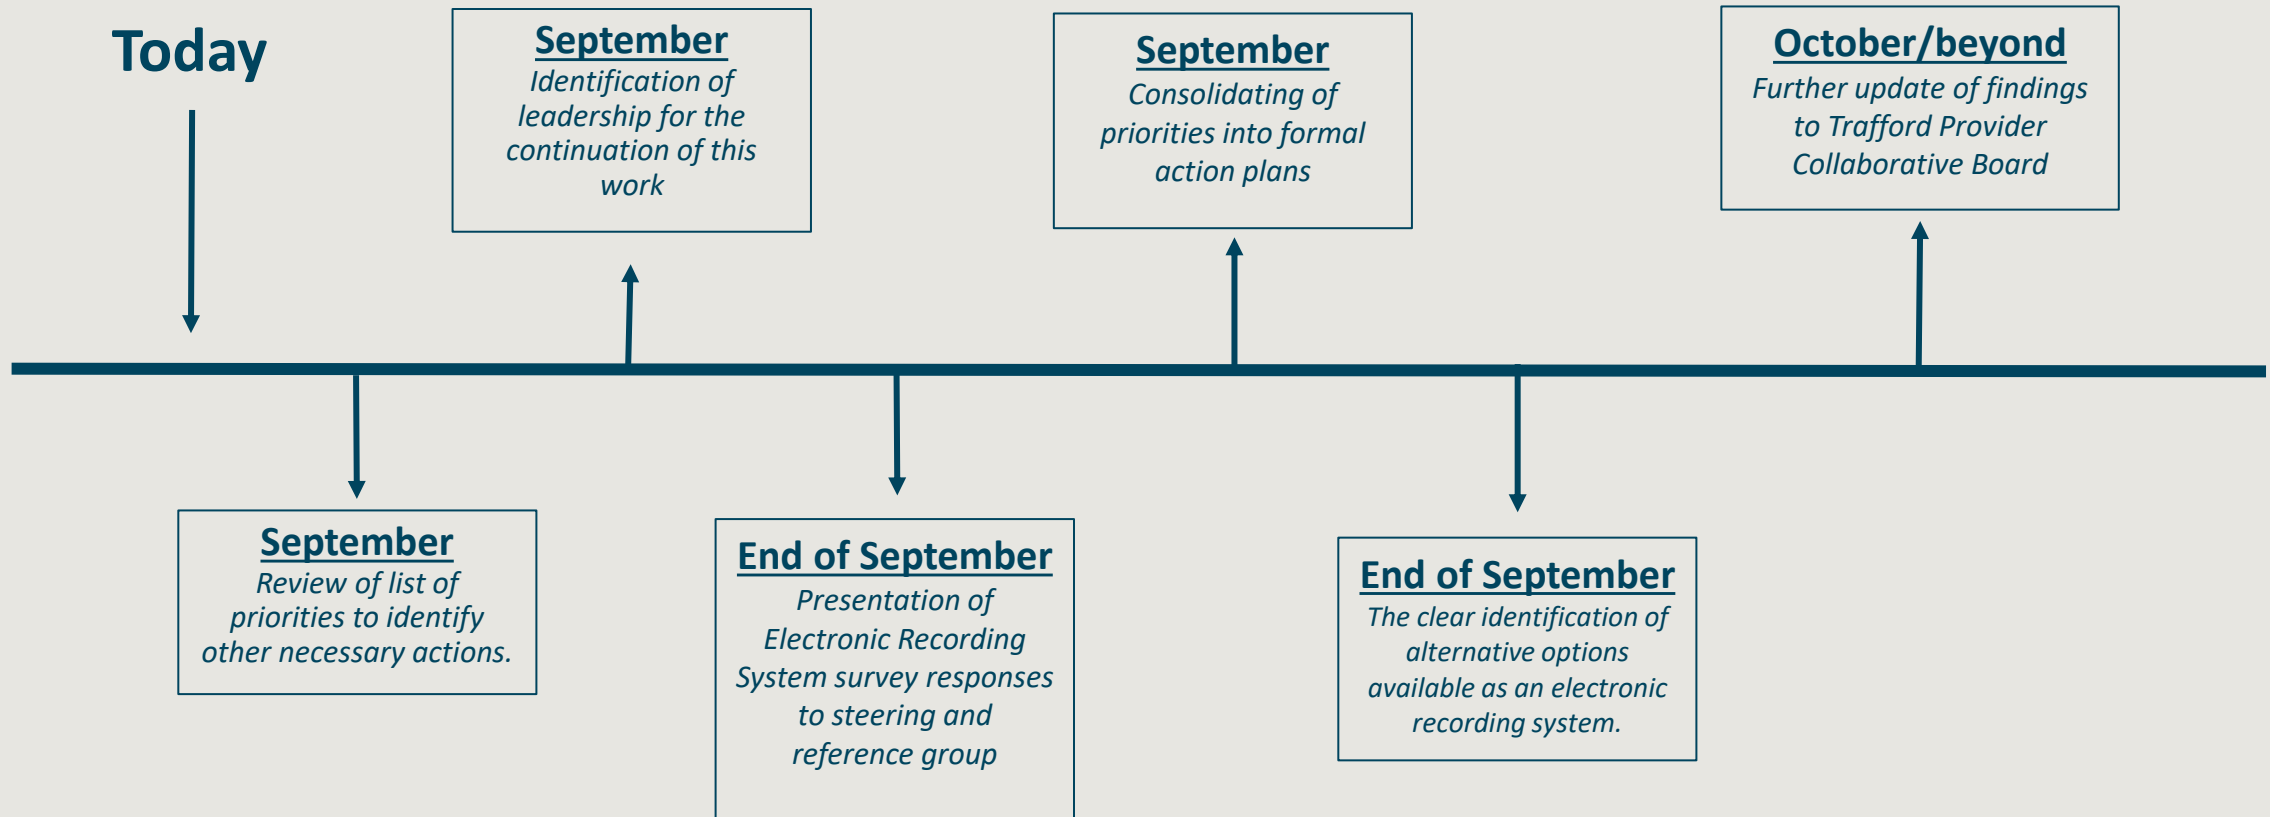 Today
September
Identification of
leadership for the
continuation of this
work
September
Consolidating of
priorities into formal
action plans
October/beyond
Further update of findings
to Trafford Provider
Collaborative Board
September
Review of list of
priorities to identify
other necessary actions.
End of September
Presentation of
Electronic Recording
System survey responses
to steering and
reference group
End of September
The clear identification of
alternative options
available as an electronic
recording system.